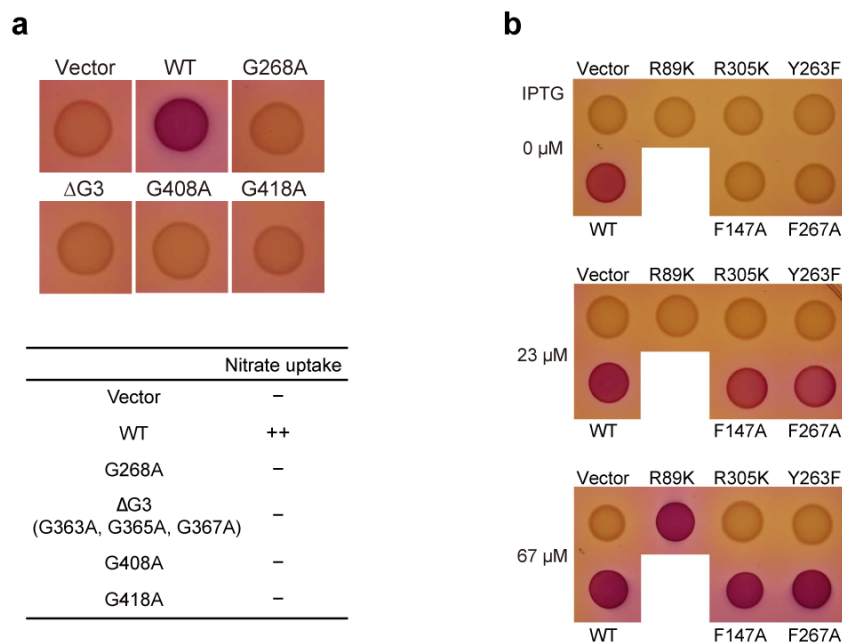 a
Vector WT G268A
ΔG3 G408A G418A
Nitrate uptake
Vector –
WT ++
G268A –
ΔG3
(G363A, G365A, G367A) –
G408A –
G418A –
b
Vector R89K R305K Y263F
IPTG
0 µM
WT F147A F267A
Vector R89K R305K Y263F
23 µM
WT F147A F267A
Vector R89K R305K Y263F
67 µM
WT F147A F267A